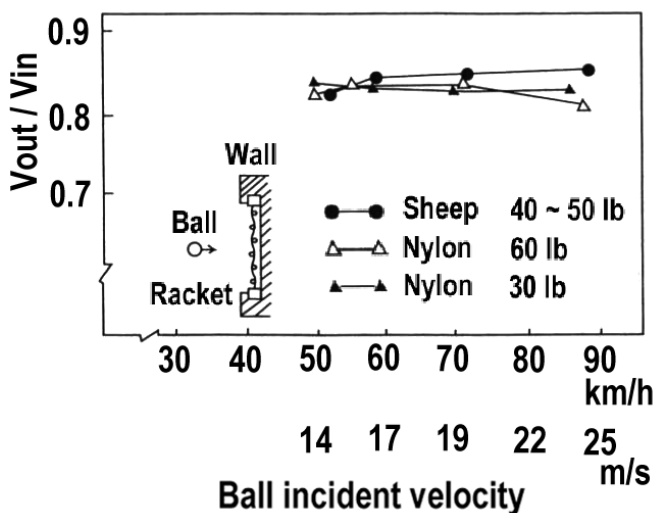 0.9
0.8
0.7
Vout / Vin
Wall
Ball
Racket
Sheep 40 ~ 50 lb
Nylon 60 lb
Nylon 30 lb
30 40 50 60 70 80 90
km/h
14 17 19 22 25
m/s
Ball incident velocity